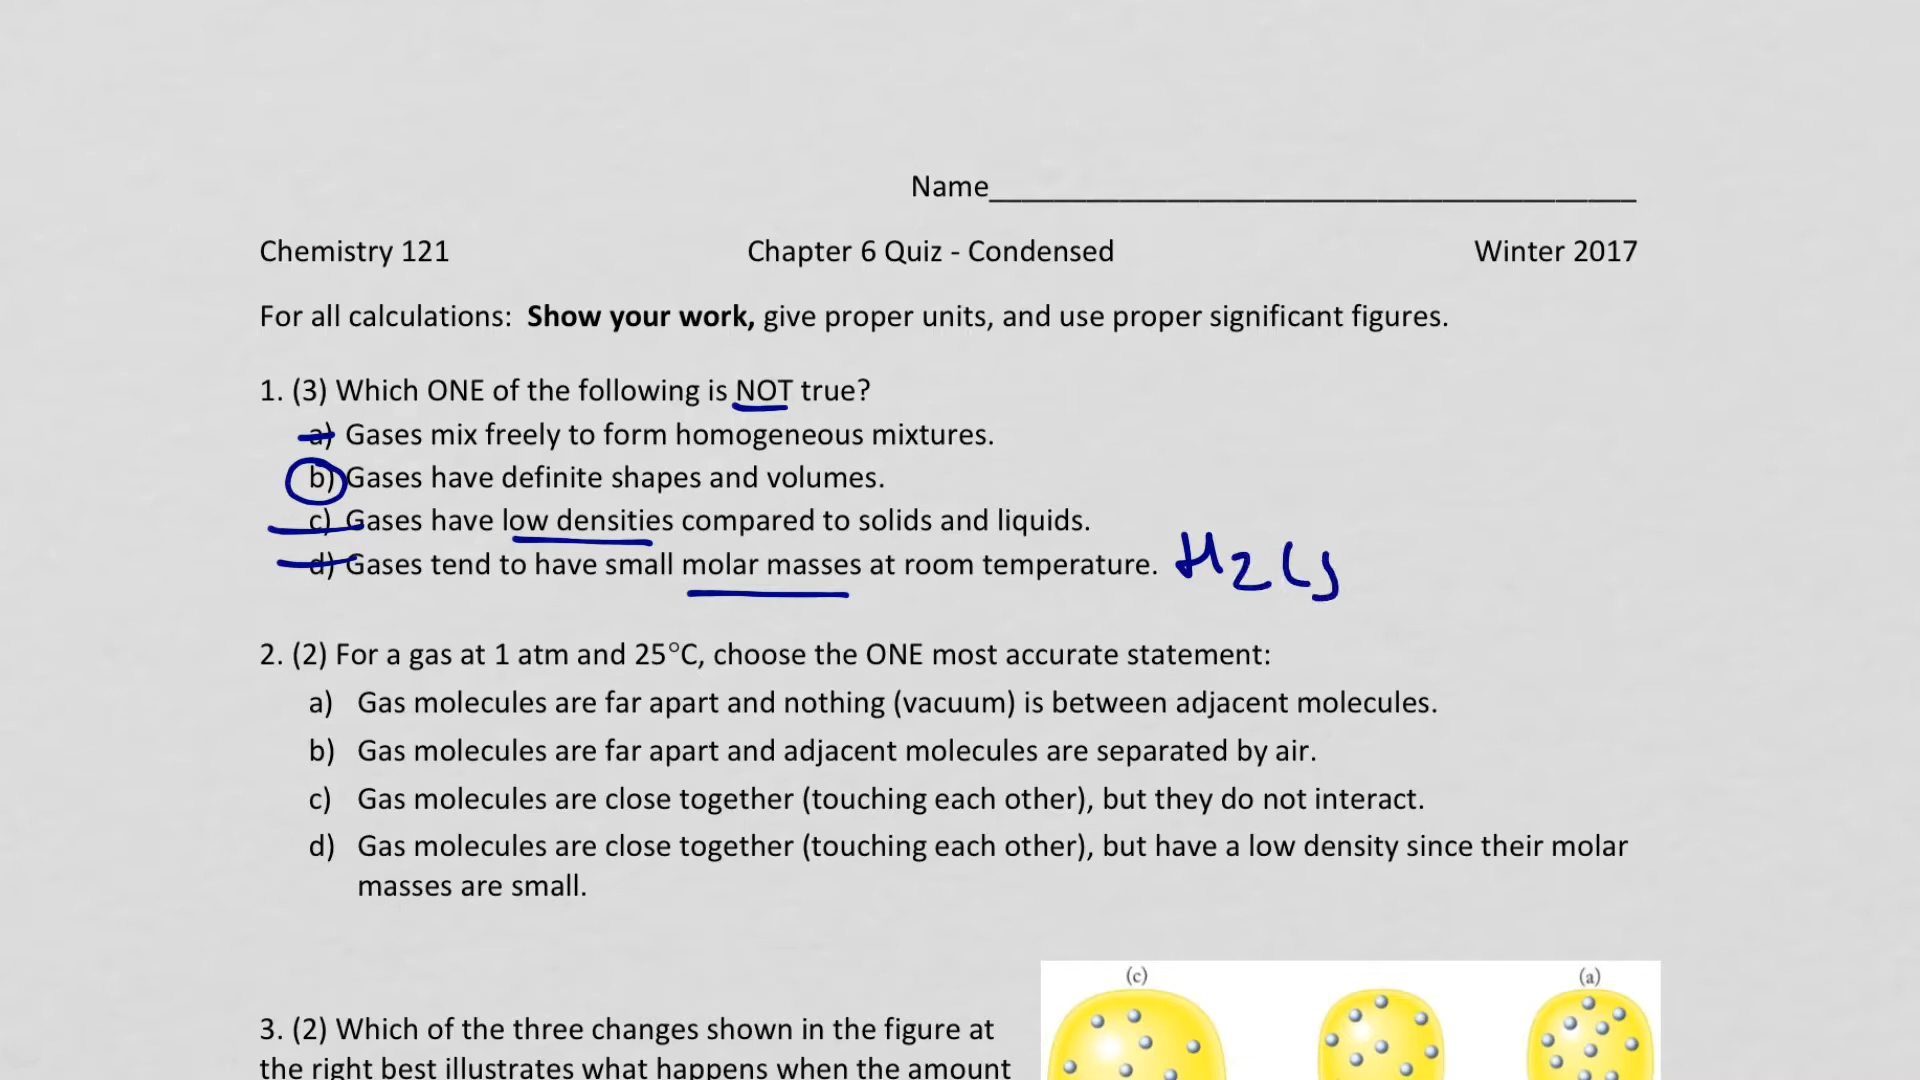 Name
Chemistry 121 Chapter 6 Quiz - Condensed Winter 2017
For all calculations: Show your work, give proper units, and use proper significant figures.
1. (3) Which ONE of the following is NOT true?
a) Gases mix freely to form homogeneous mixtures.
b) Gases have definite shapes and volumes.
c) Gases have low densities compared to solids and liquids.
d) Gases tend to have small molar masses at room temperature. H2
2. (2) For a gas at 1 atm and 25°C, choose the ONE most accurate statement:
a) Gas molecules are far apart and nothing (vacuum) is between adjacent molecules.
b) Gas molecules are far apart and adjacent molecules are separated by air.
c) Gas molecules are close together (touching each other), but they do not interact.
d) Gas molecules are close together (touching each other), but have a low density since their molar
masses are small.
(c) (a)
3. (2) Which of the three changes shown in the figure at
the right best illustrates what happens when the amount